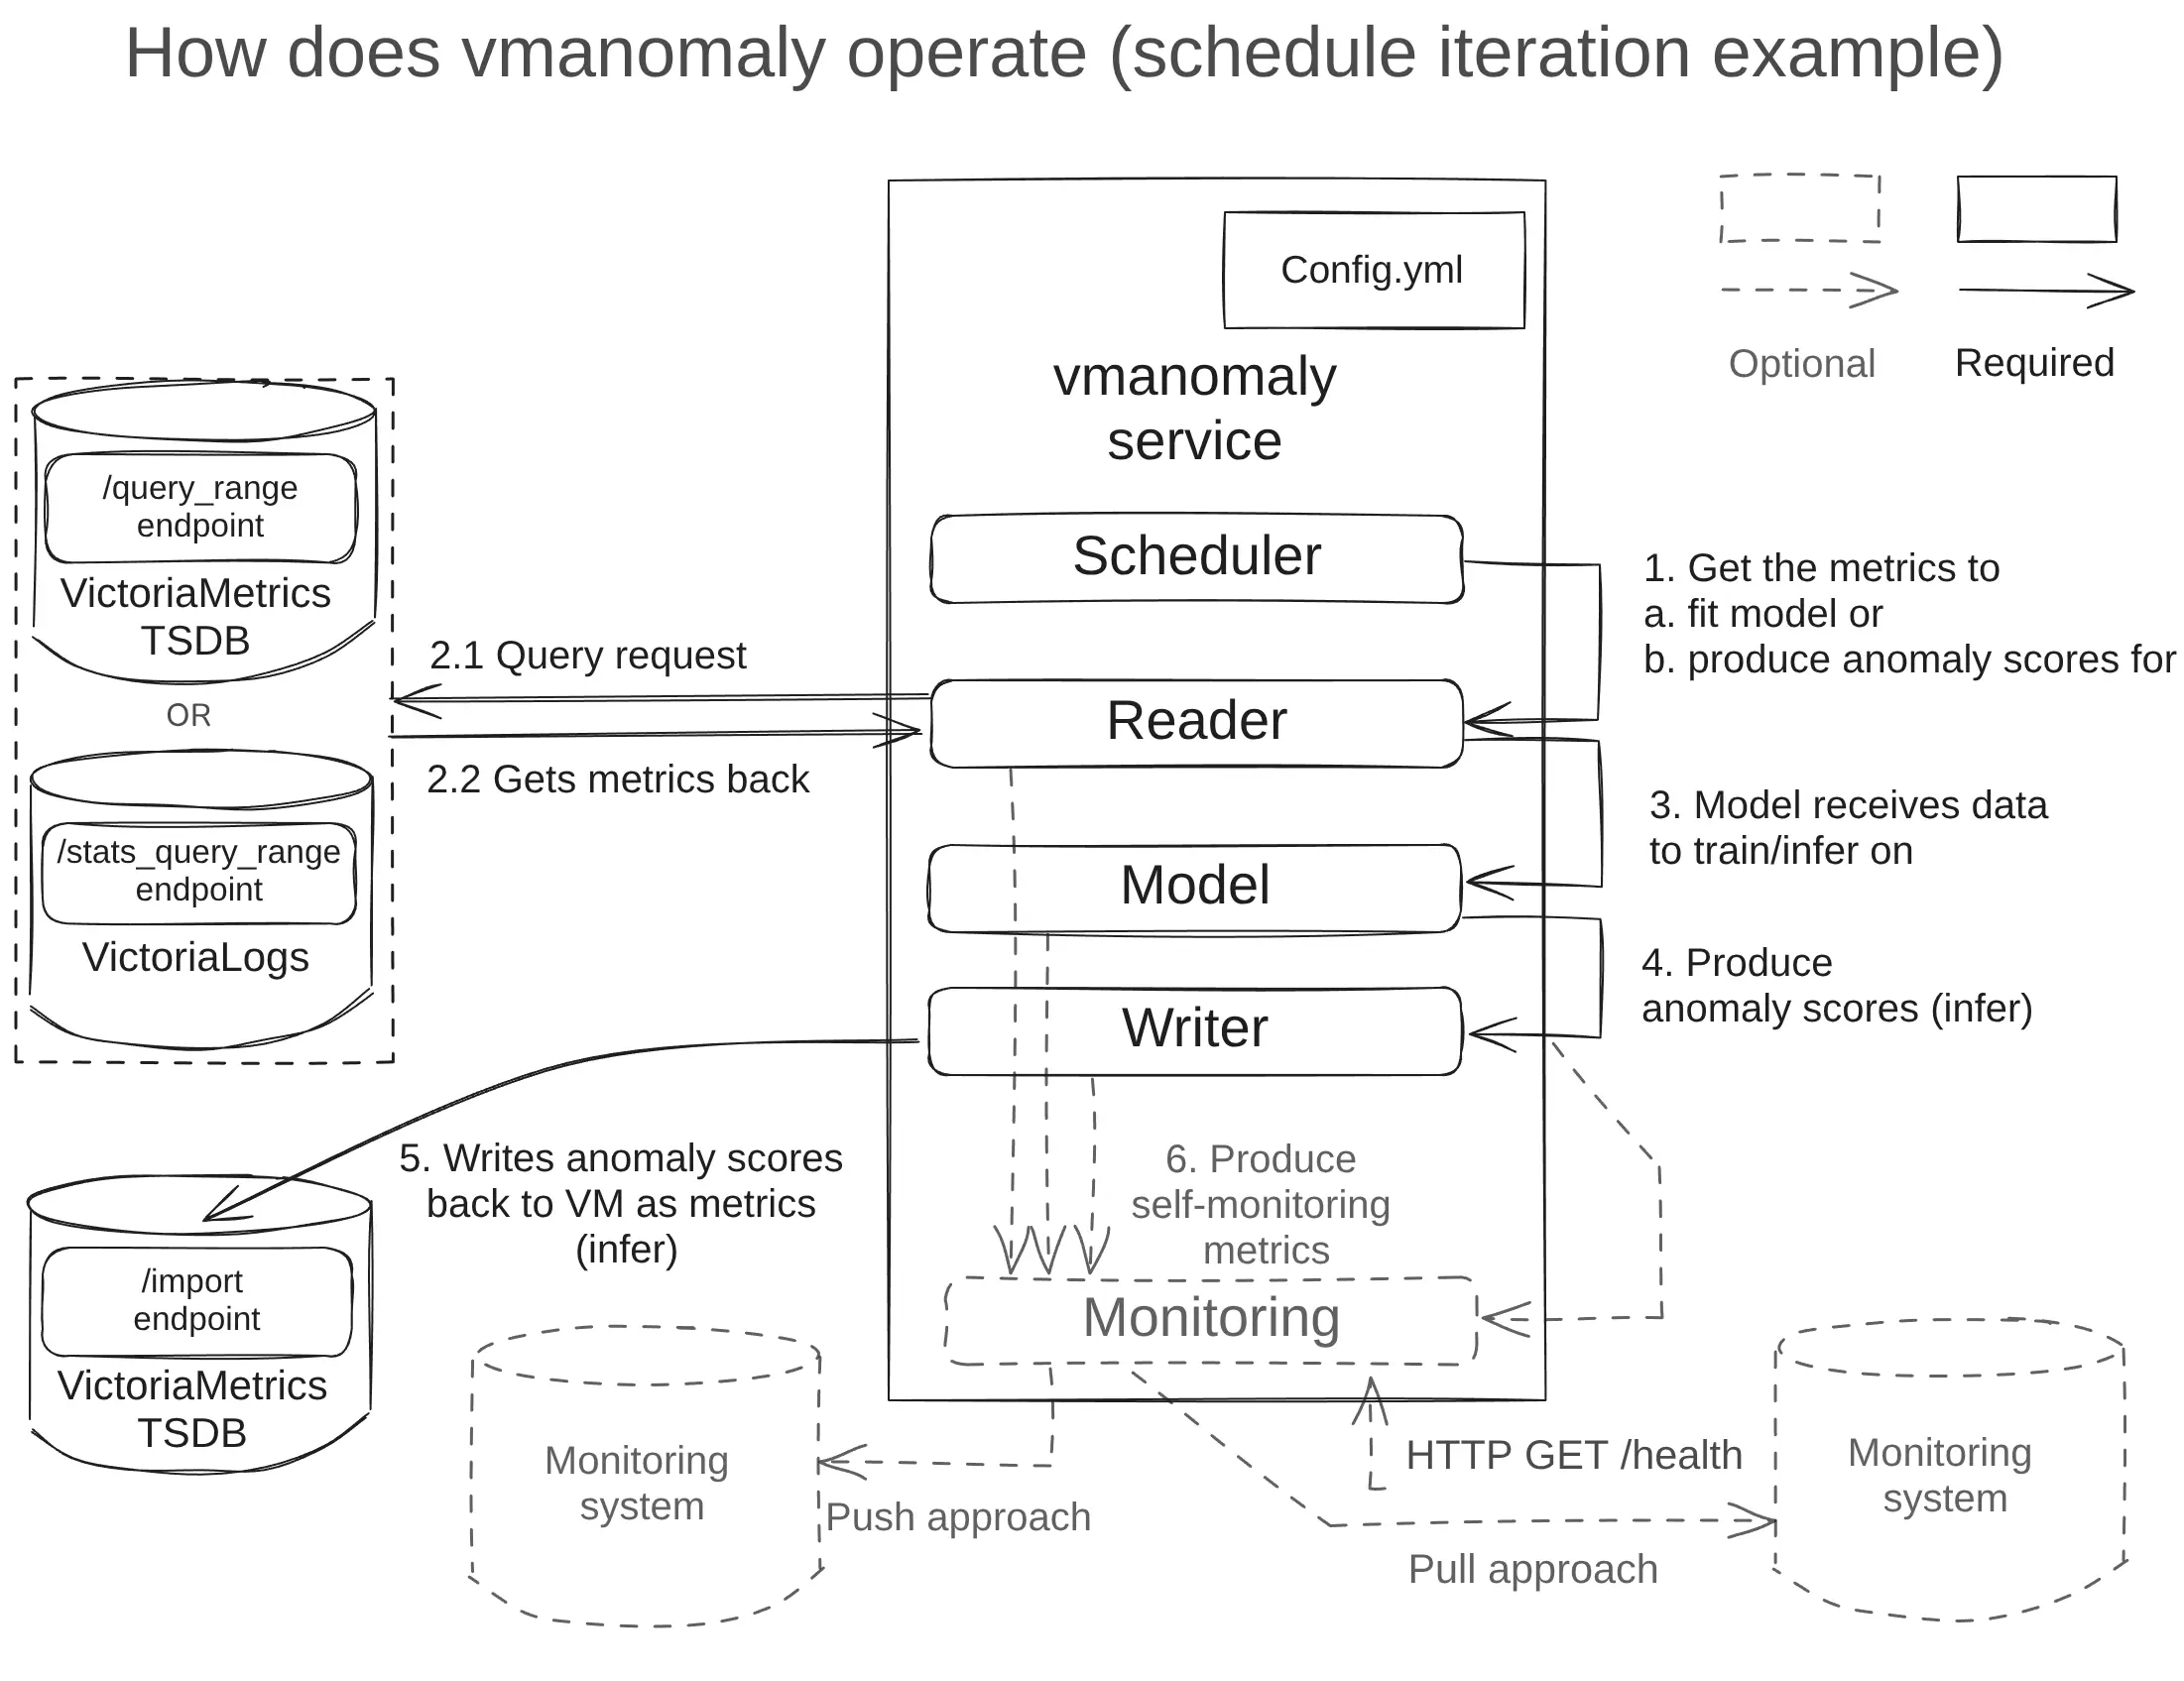 How does vmanomaly operate (schedule iteration example)
Config.yml
Optional
Required
vmanomaly
service
/query_range
endpoint
VictoriaMetrics
TSDB
OR
/stats_query_range
endpoint
VictoriaLogs
Scheduler
1. Get the metrics to
a. fit model or
b. produce anomaly scores for
2.1 Query request
Reader
2.2 Gets metrics back
3. Model receives data
to train/infer on
Model
4. Produce
anomaly scores (infer)
Writer
5. Writes anomaly scores
back to VM as metrics
(infer)
6. Produce
self-monitoring
metrics
/import
endpoint
VictoriaMetrics
TSDB
Monitoring
Monitoring
system
Push approach
HTTP GET /health
Pull approach
Monitoring
system